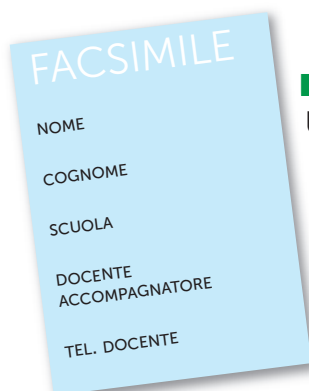 FACSIMILE
NOME
COGNOME
SCUOLA
DOCENTE
ACCOMPAGNATORE
TEL. DOCENTE